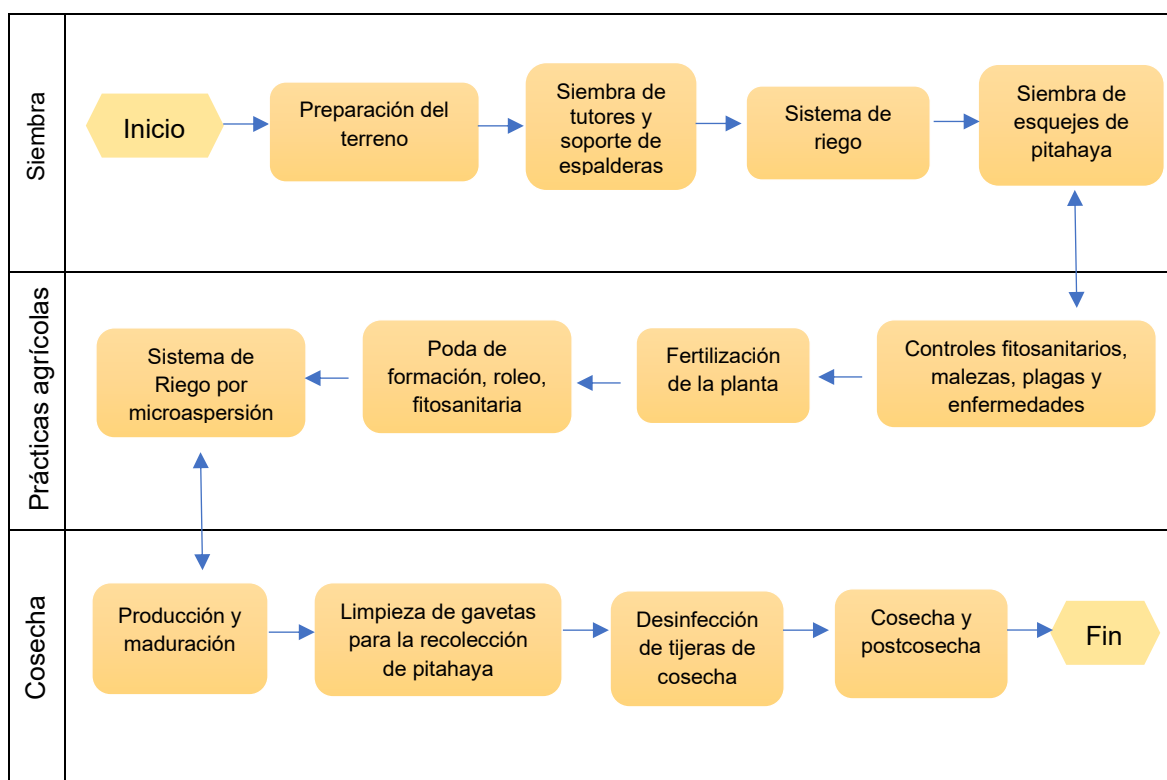 Siembra
Inicio
Preparación del
terreno
Siembra de
tutores y
soporte de
espalderas
Sistema de
riego
Siembra de
esquejes de
pitahaya
Prácticas agrícolas
Sistema de
Riego por
microaspersión
Poda de
formación, roleo,
fitosanitaria
Fertilización
de la planta
Controles fitosanitarios,
malezas, plagas y
enfermedades
Cosecha
Producción y
maduración
Limpieza de gavetas
para la recolección
de pitahaya
Desinfección
de tijeras de
cosecha
Cosecha y
postcosecha
Fin